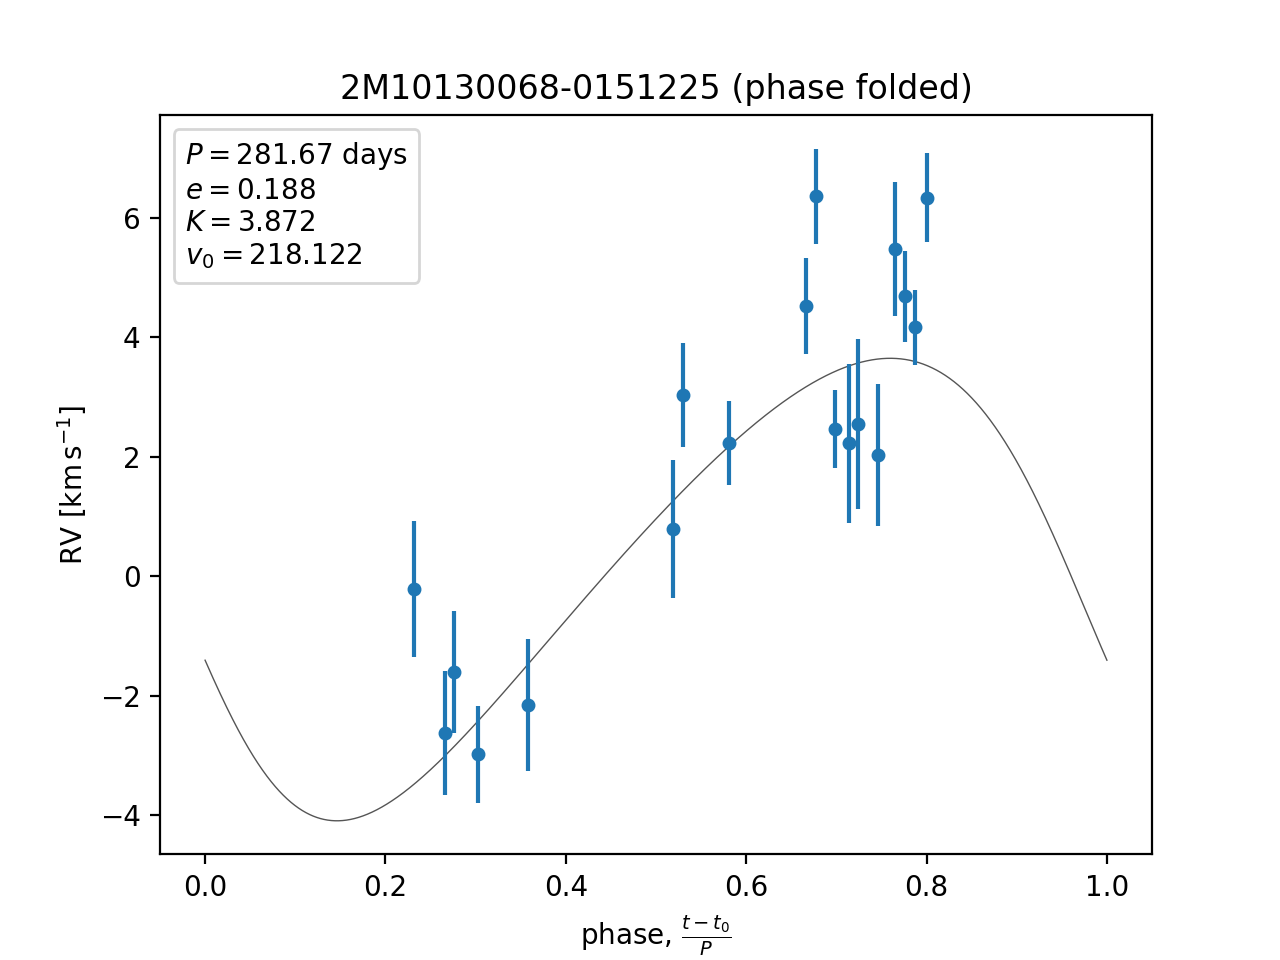 2M10130068-0151225 (phase folded)
P = 281.67 days
e = 0.188
K = 3.872
v₀ = 218.122
6
4
2
0
−2
−4
RV [km s⁻¹]
0.0 0.2 0.4 0.6 0.8 1.0
phase, (t − t₀)/P